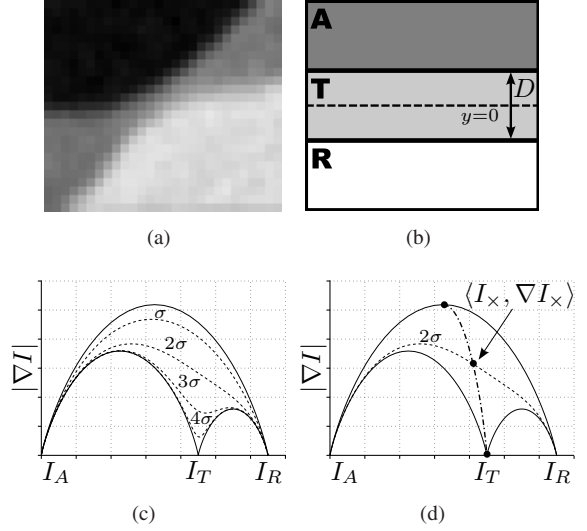 A
T
D
y=0
R
(a)
(b)
|∇I|
σ
2σ
3σ
4σ
I_A
I_T
I_R
(c)
|∇I|
⟨I_×, ∇I_×⟩
2σ
I_A
I_T
I_R
(d)